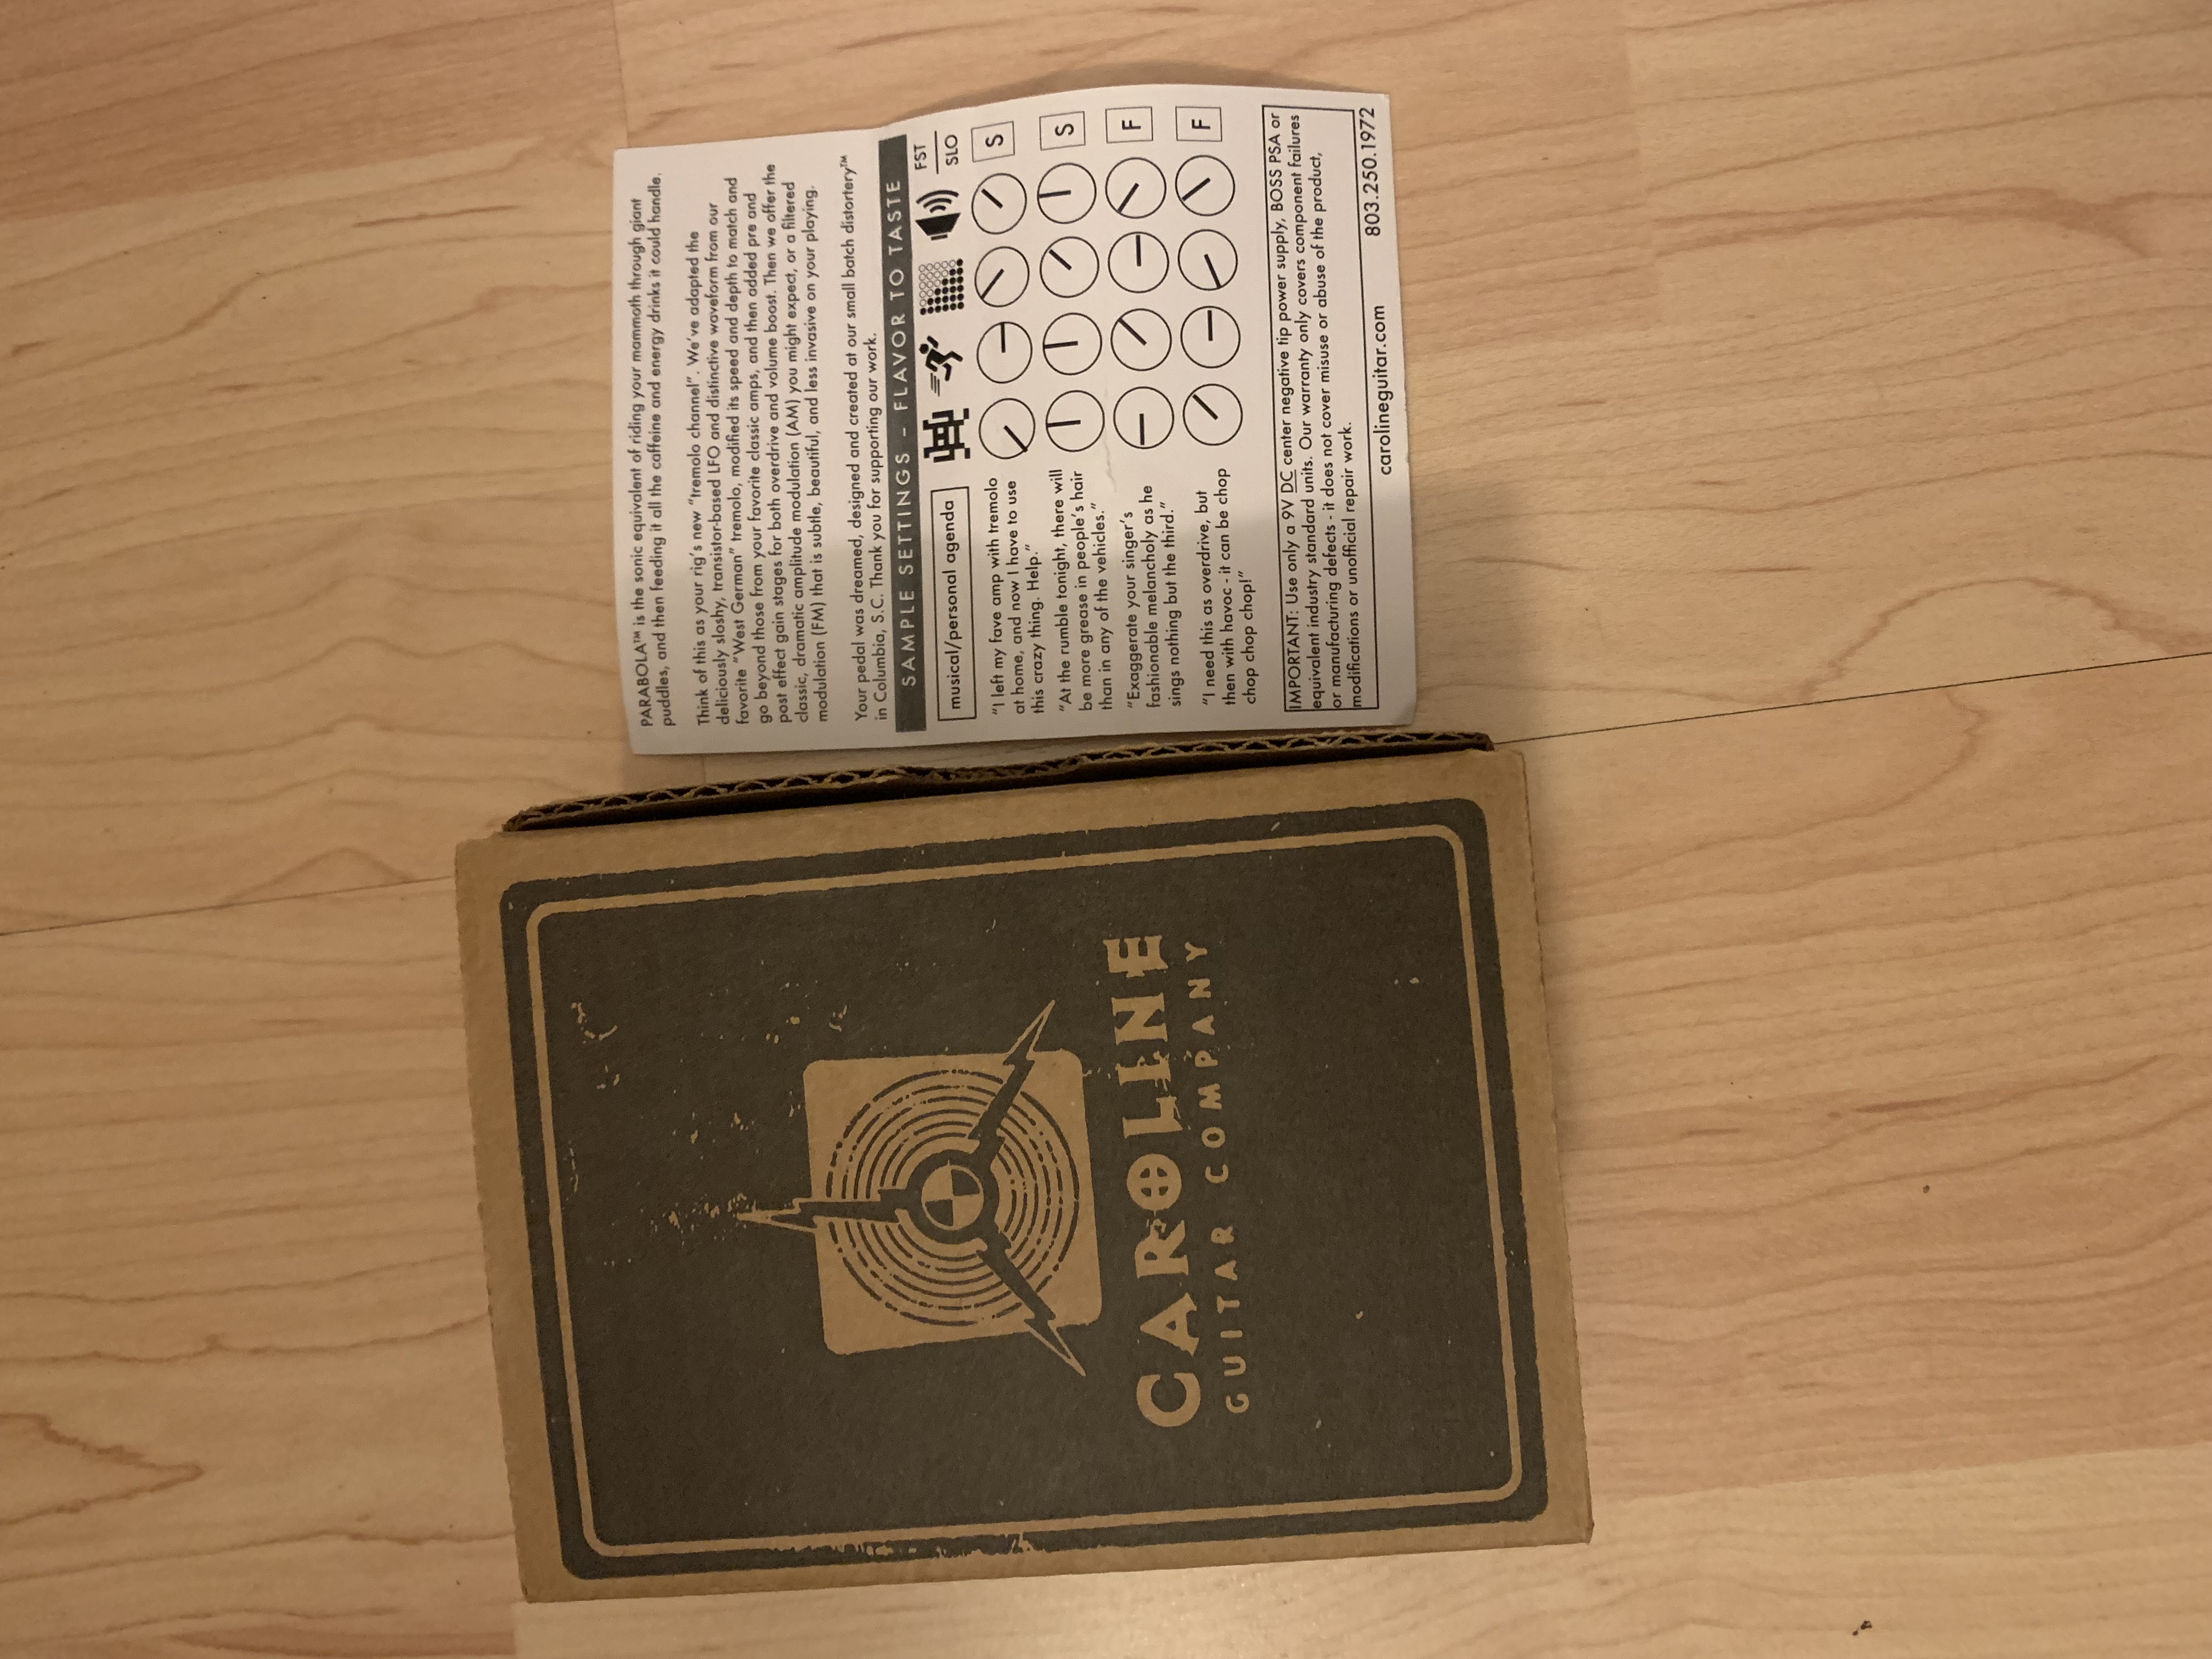 PARABOLA™ is the sonic equivalent of riding your mammoth through giant
puddles, and then feeding it all the caffeine and energy drinks it could handle.
Think of this as your rig's new "tremolo channel". We've adapted the
deliciously sloshy, transistor-based LFO and distinctive waveform from our
favorite "West German" tremolo, modified its speed and depth to match and
go beyond those from your favorite classic amps, and then added pre and
post effect gain stages for both overdrive and volume boost. Then we offer the
classic, dramatic amplitude modulation (AM) you might expect, or a filtered
modulation (FM) that is subtle, beautiful, and less invasive on your playing.
Your pedal was dreamed, designed and created at our small batch distortery™
in Columbia, S.C. Thank you for supporting our work.
SAMPLE SETTINGS - FLAVOR TO TASTE
musical/personal agenda
FST
SLO
"I left my fave amp with tremolo
at home, and now I have to use
this crazy thing. Help."
S
"At the rumble tonight, there will
be more grease in people's hair
than in any of the vehicles."
S
"Exaggerate your singer's
fashionable melancholy as he
sings nothing but the third."
F
"I need this as overdrive, but
then with havoc - it can be chop
chop chop chop!"
F
IMPORTANT: Use only a 9V DC center negative tip power supply, BOSS PSA or
equivalent industry standard units. Our warranty only covers component failures
or manufacturing defects - it does not cover misuse or abuse of the product,
modifications or unofficial repair work.
carolineguitar.com 803.250.1972
CAROLINE
GUITAR COMPANY